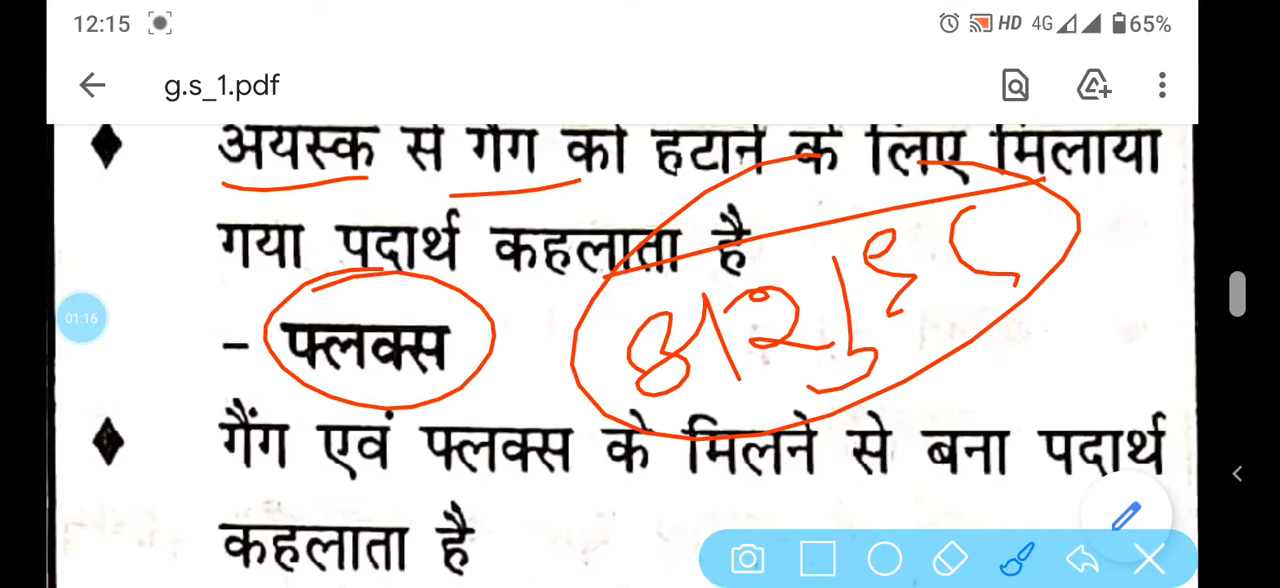 12:15 HD 4G 65%
g.s_1.pdf
♦ अयस्क से गैंग को हटाने के लिए मिलाया
गया पदार्थ कहलाता है
01:16
– फ्लक्स
♦ गैंग एवं फ्लक्स के मिलने से बना पदार्थ
कहलाता है